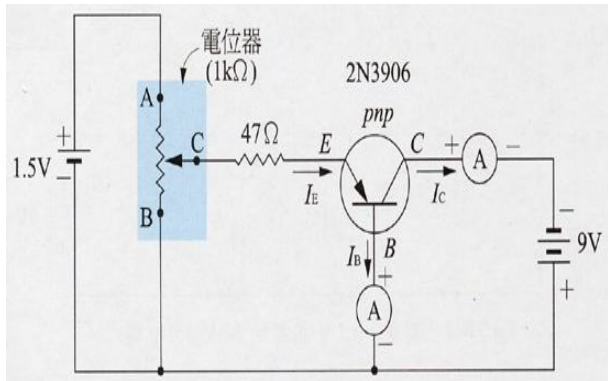 電位器
(1kΩ)
2N3906
pnp
A
C
47Ω
E
C
+
A
−
+
1.5V
−
I_E
I_C
−
9V
+
B
I_B
B
+
A
−